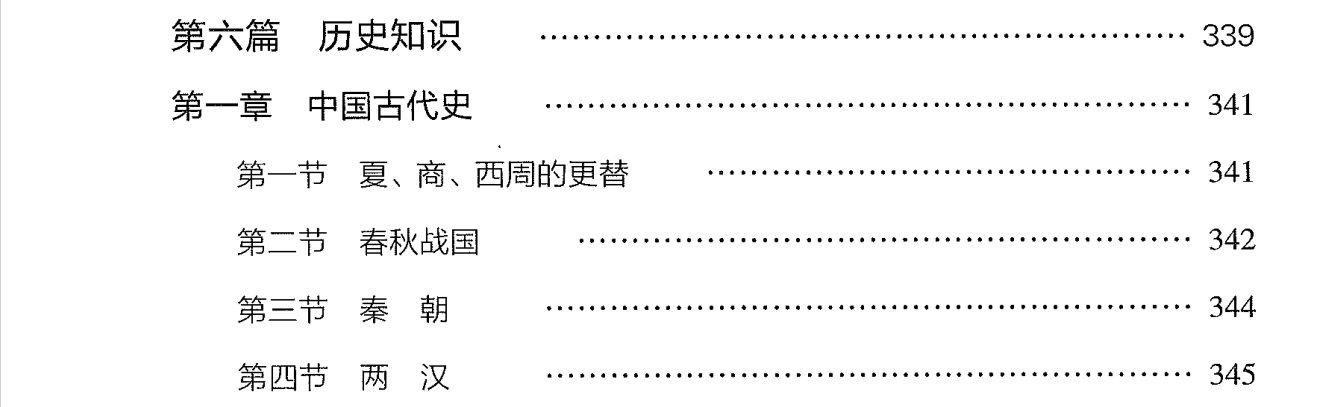 第六篇　历史知识　………………………………………………… 339
第一章　中国古代史　………………………………………………… 341
第一节　夏、商、西周的更替　…………………………………… 341
第二节　春秋战国　……………………………………………… 342
第三节　秦　朝　………………………………………………… 344
第四节　两　汉　………………………………………………… 345